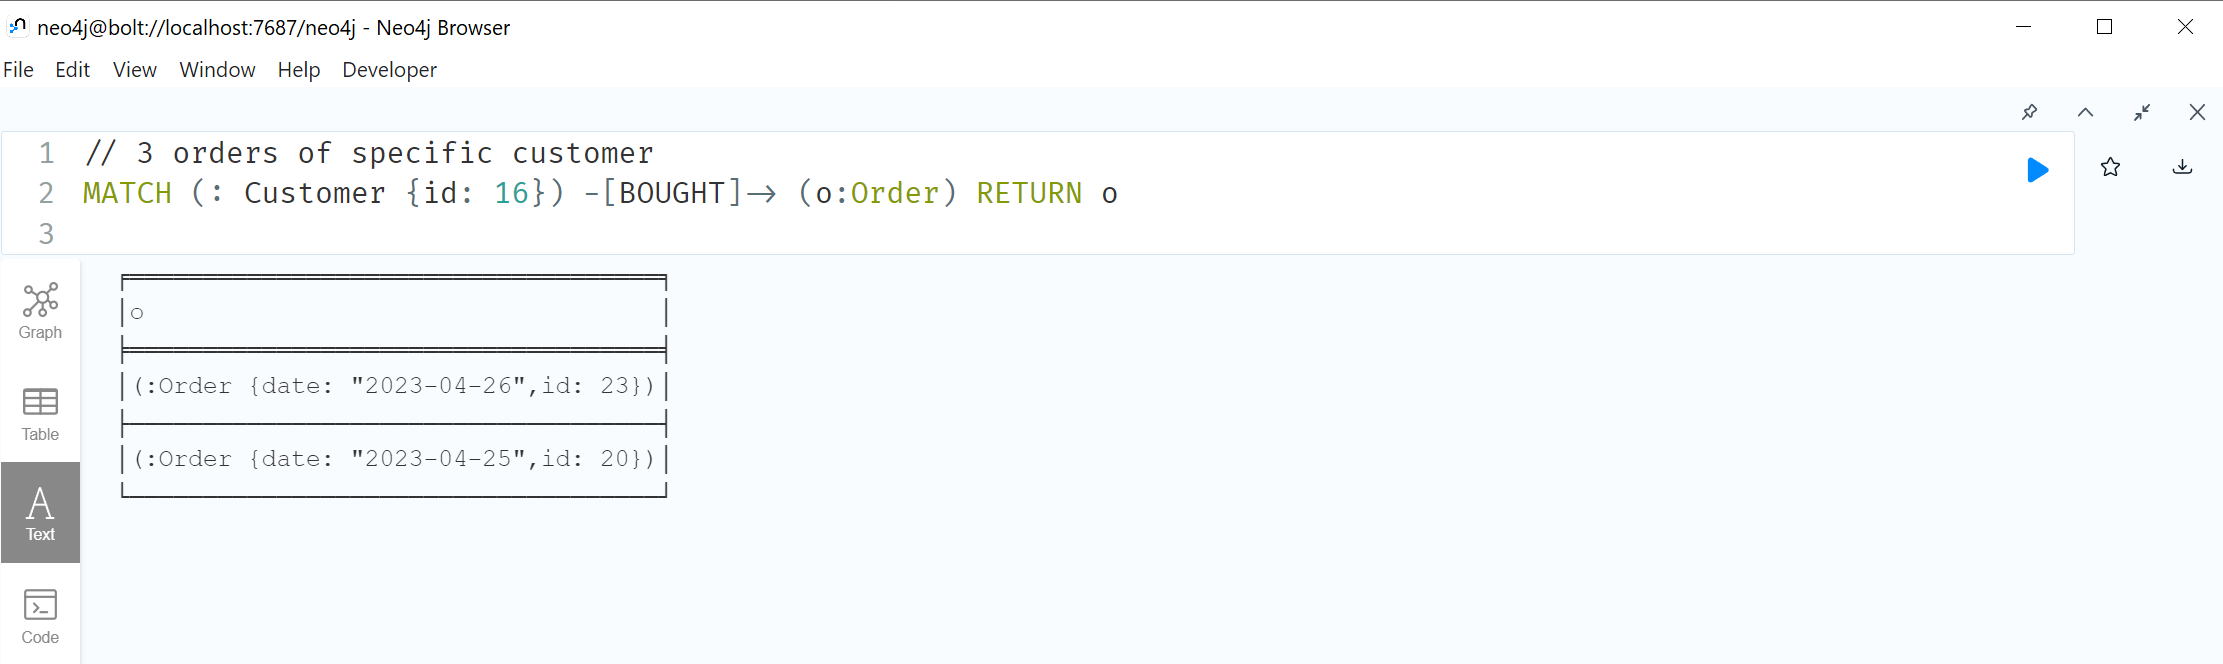 neo4j@bolt://localhost:7687/neo4j - Neo4j Browser
File Edit View Window Help Developer
1 // 3 orders of specific customer
2 MATCH (: Customer {id: 16}) -[BOUGHT]-> (o:Order) RETURN o
3
Graph
o
(:Order {date: "2023-04-26",id: 23})
Table
(:Order {date: "2023-04-25",id: 20})
A
Text
Code